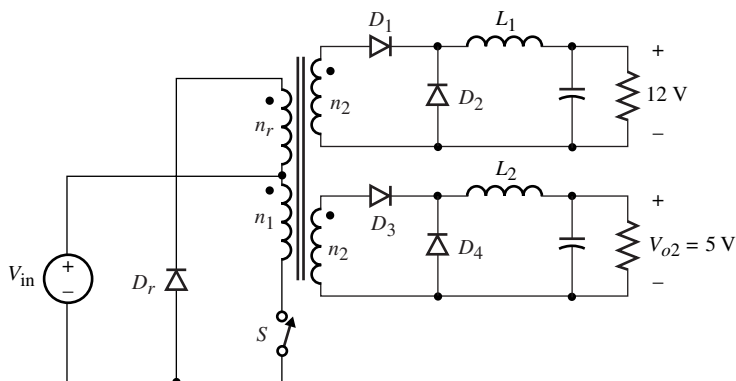 D1
L1
n2
D2
12 V
+
−
nr
n1
Vin
+
−
Dr
S
L2
D3
n2
D4
Vo2 = 5 V
+
−